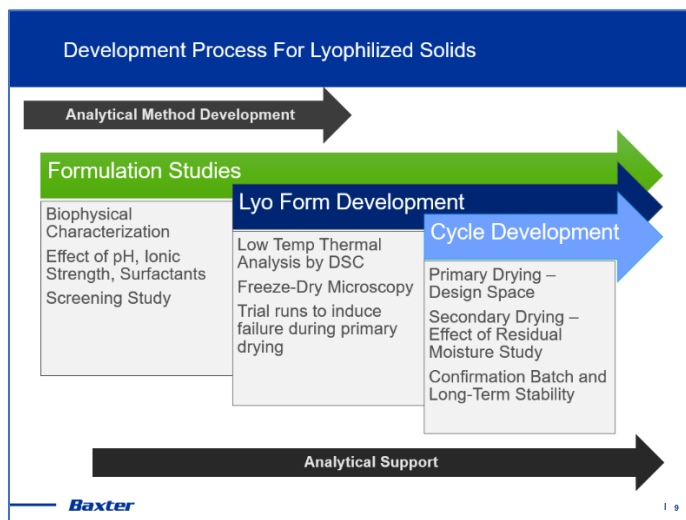 Development Process For Lyophilized Solids
Analytical Method Development
Formulation Studies
Biophysical
Characterization
Effect of pH, Ionic
Strength, Surfactants
Screening Study
Lyo Form Development
Low Temp Thermal
Analysis by DSC
Freeze-Dry Microscopy
Trial runs to induce
failure during primary
drying
Cycle Development
Primary Drying –
Design Space
Secondary Drying –
Effect of Residual
Moisture Study
Confirmation Batch and
Long-Term Stability
Analytical Support
Baxter
| 9